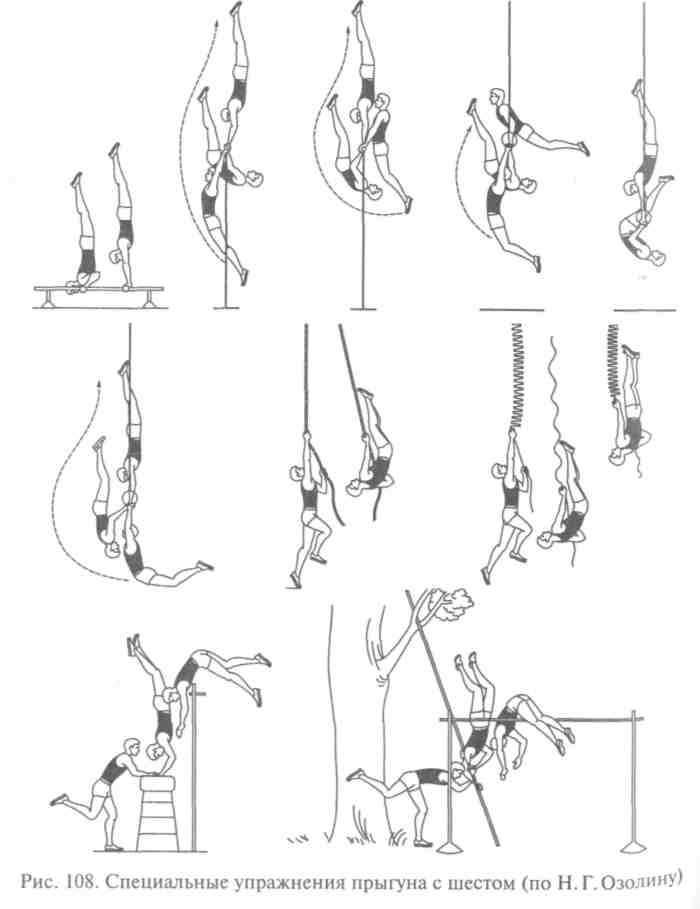 Рис. 108. Специальные упражнения прыгуна с шестом (по Н. Г. Озолину)